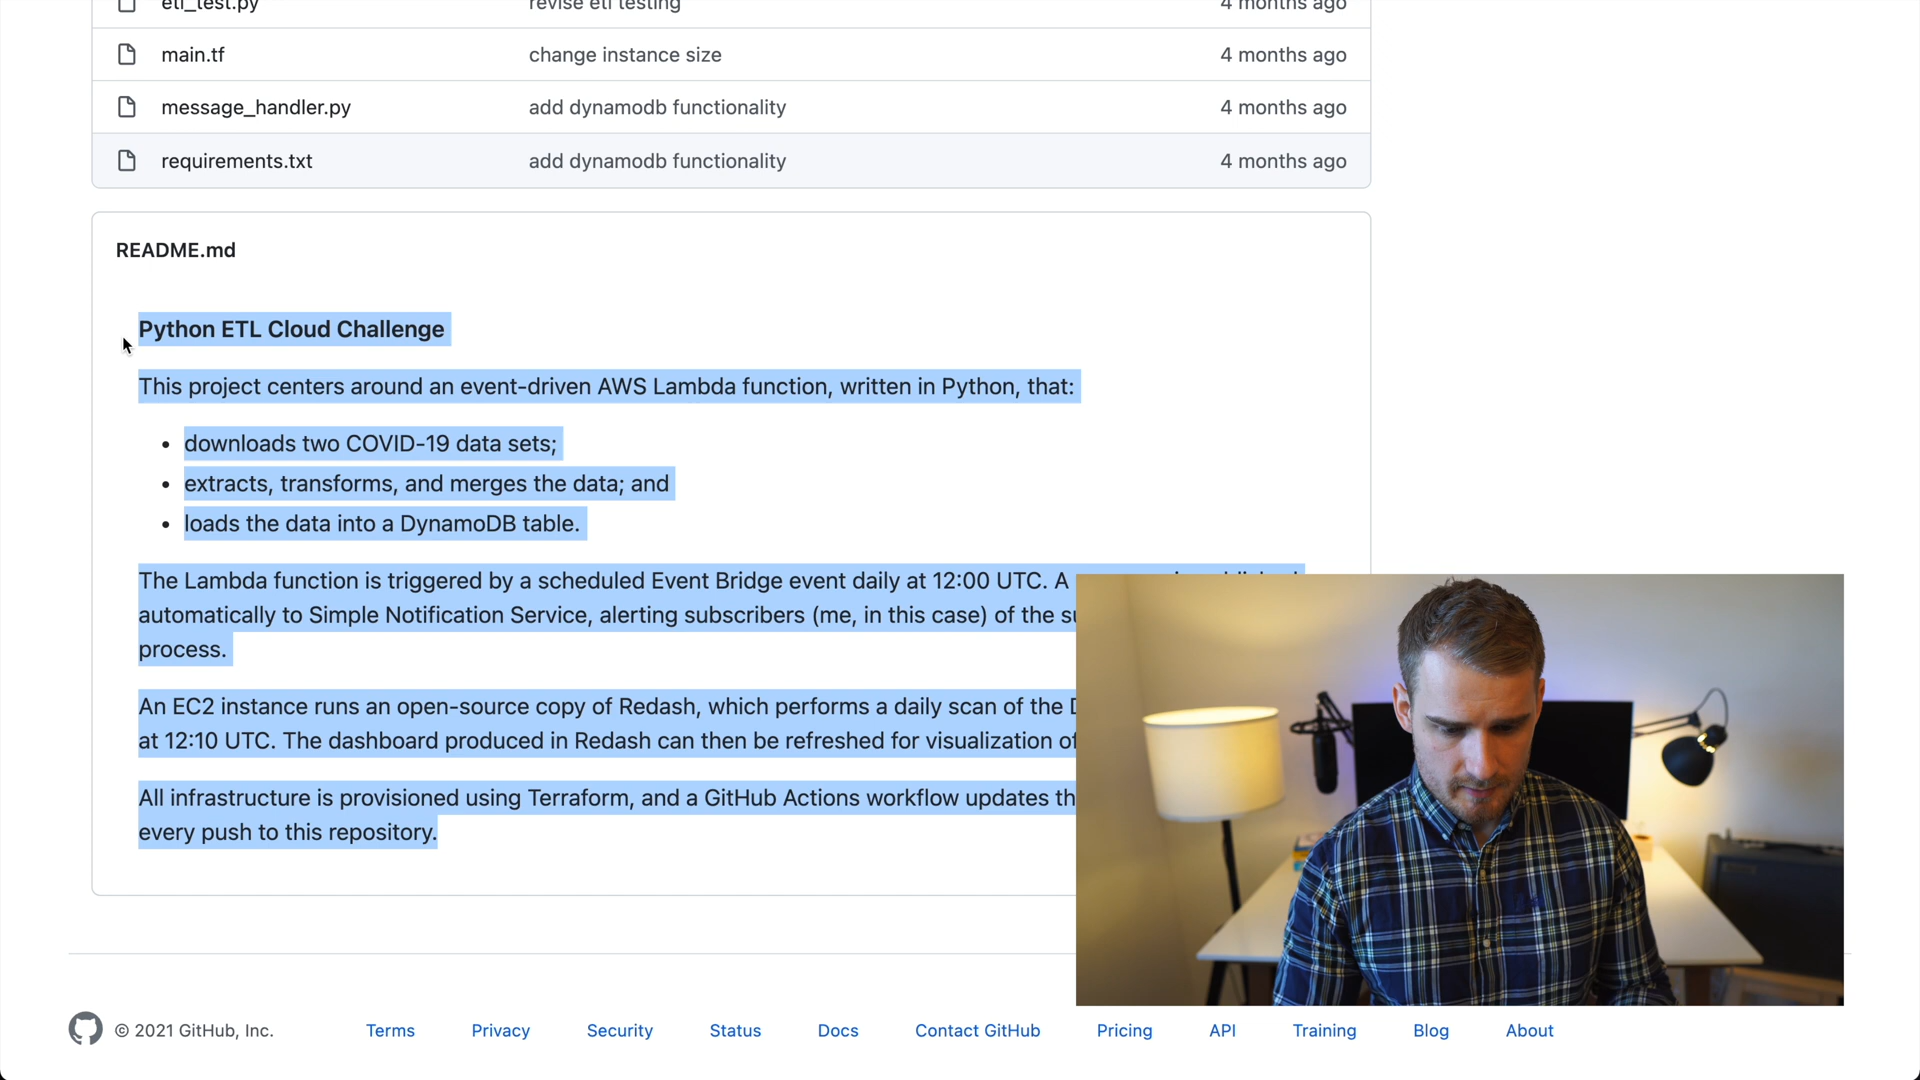 etl_test.py revise etl testing 4 months ago
main.tf change instance size 4 months ago
message_handler.py add dynamodb functionality 4 months ago
requirements.txt add dynamodb functionality 4 months ago
README.md
Python ETL Cloud Challenge
This project centers around an event-driven AWS Lambda function, written in Python, that:
• downloads two COVID-19 data sets;
• extracts, transforms, and merges the data; and
• loads the data into a DynamoDB table.
The Lambda function is triggered by a scheduled Event Bridge event daily at 12:00 UTC. A
automatically to Simple Notification Service, alerting subscribers (me, in this case) of the
process.
An EC2 instance runs an open-source copy of Redash, which performs a daily scan of the
at 12:10 UTC. The dashboard produced in Redash can then be refreshed for visualization of
All infrastructure is provisioned using Terraform, and a GitHub Actions workflow updates
every push to this repository.
© 2021 GitHub, Inc. Terms Privacy Security Status Docs Contact GitHub Pricing API Training Blog About